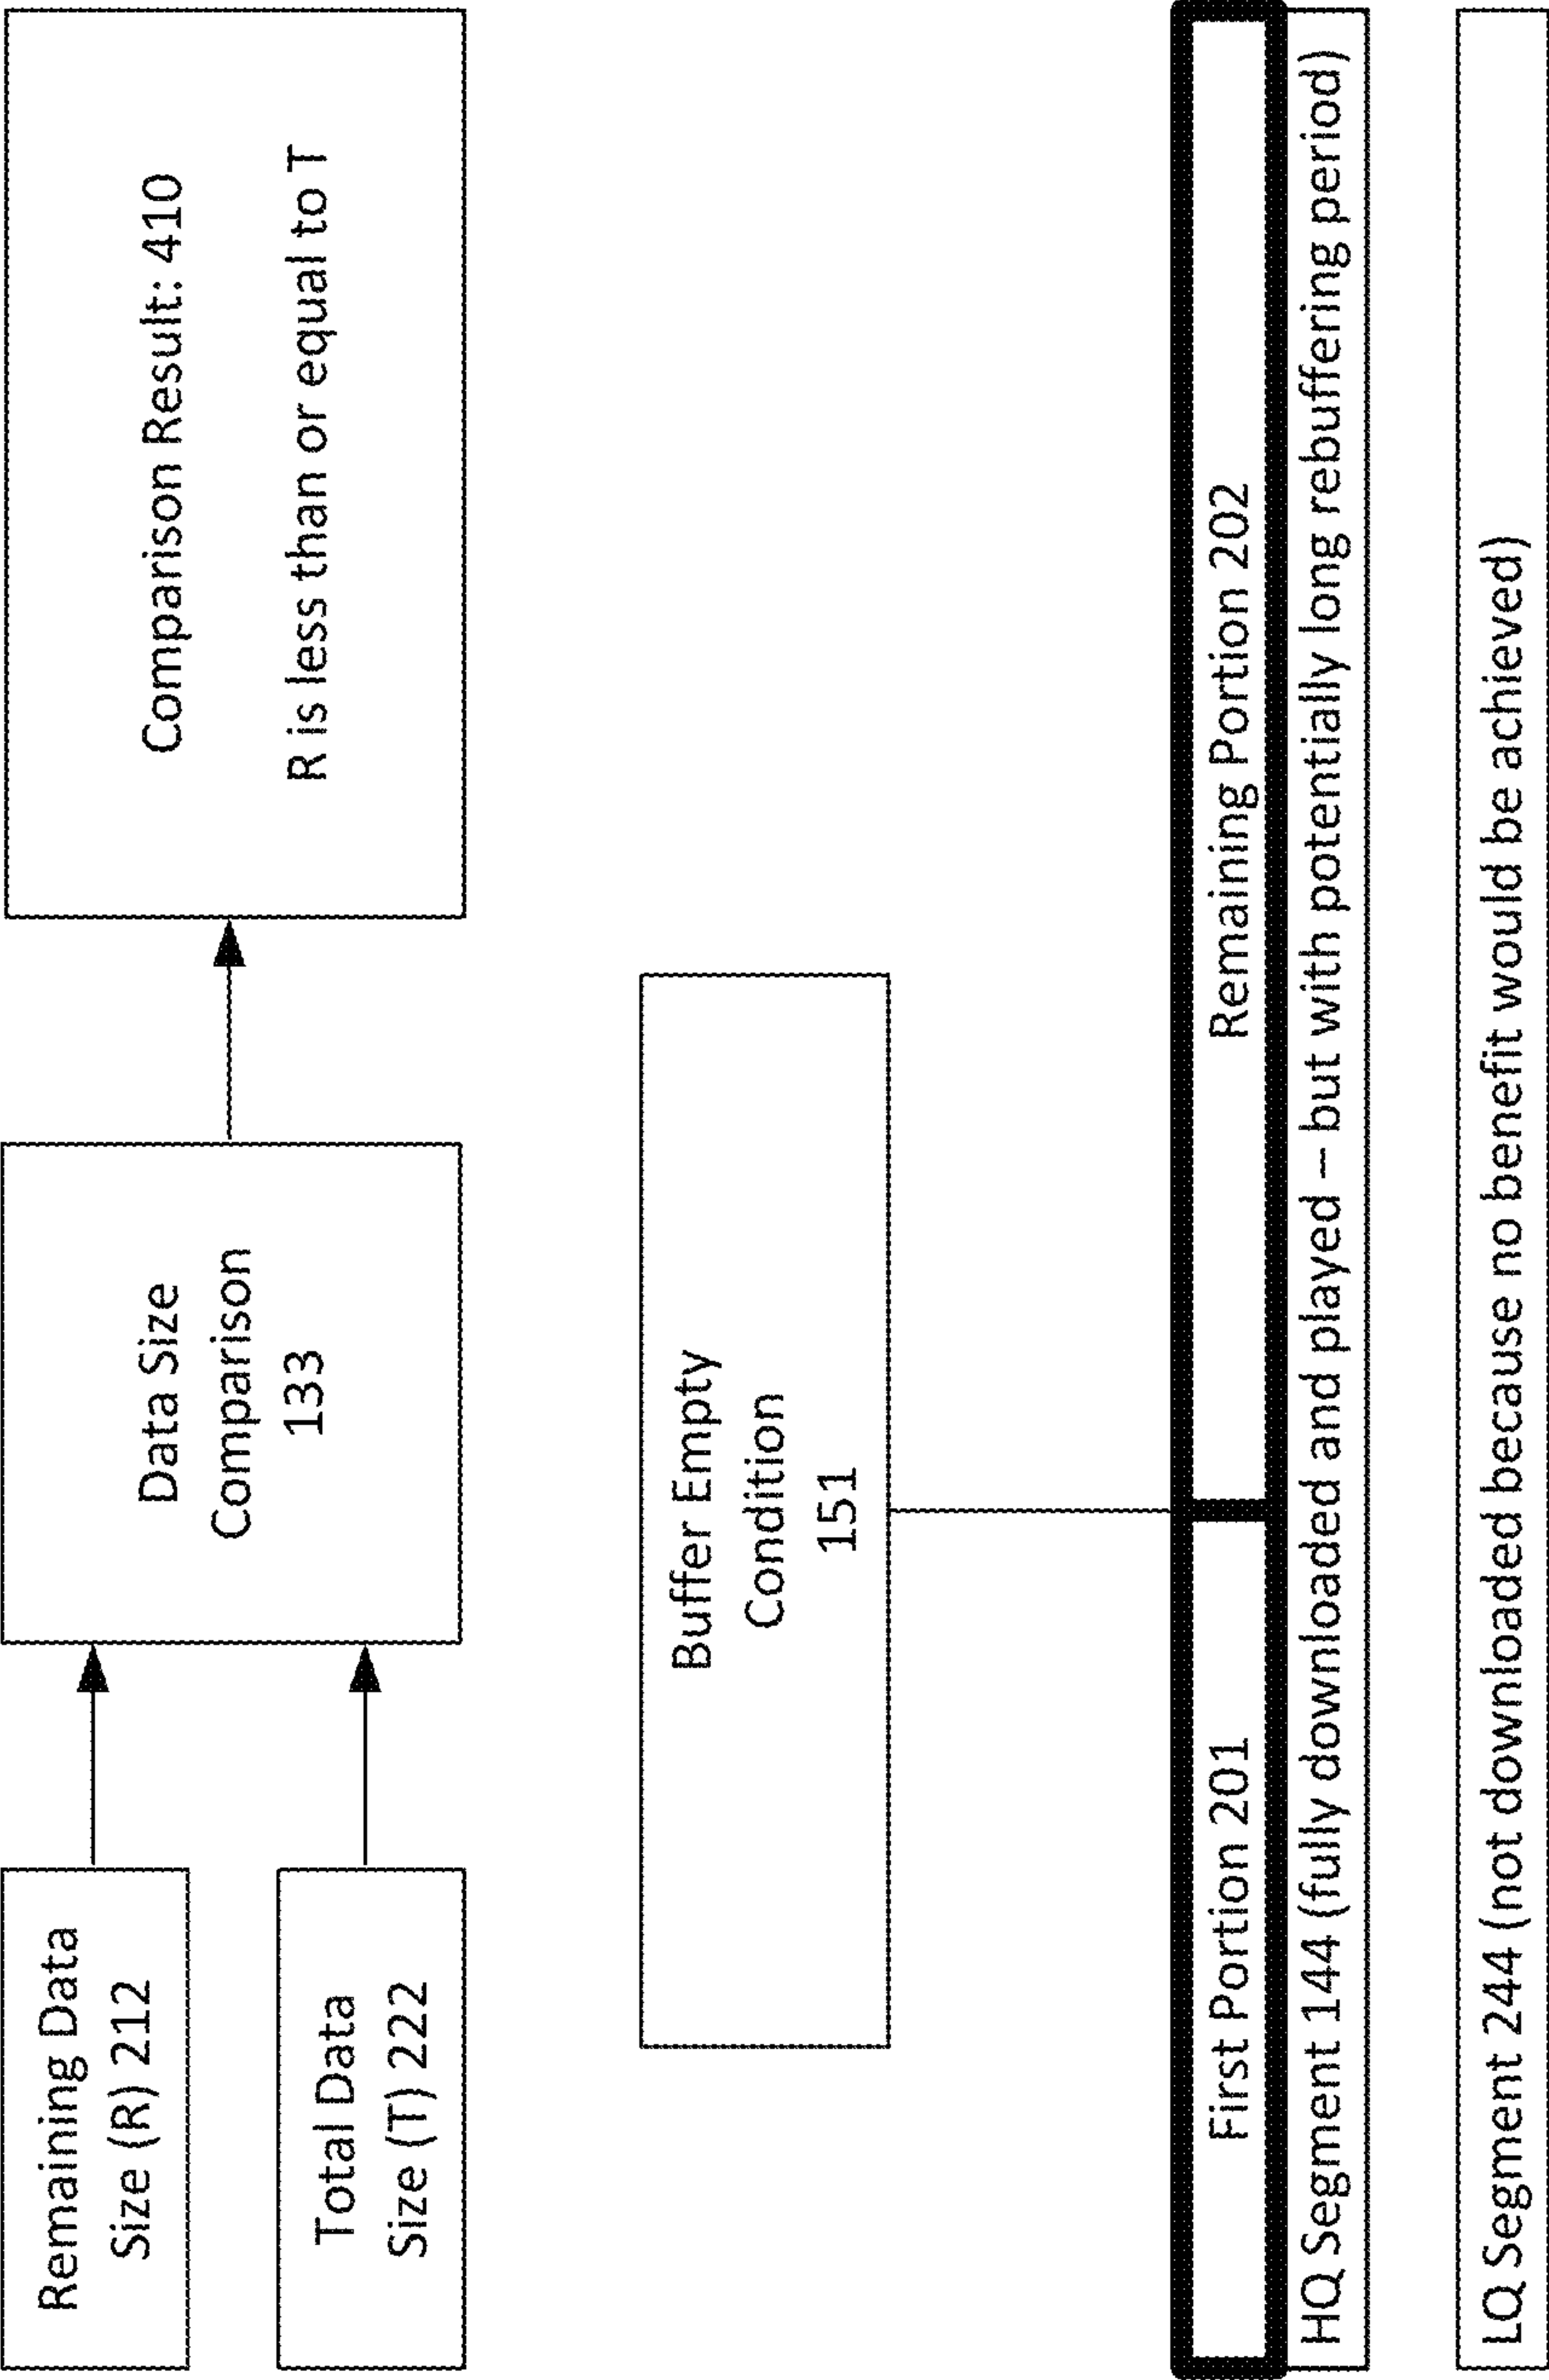 Remaining Data
Size (R) 212
Total Data
Size (T) 222
Data Size
Comparison
133
Comparison Result: 410
R is less than or equal to T
Buffer Empty
Condition
151
First Portion 201
Remaining Portion 202
HQ Segment 144 (fully downloaded and played – but with potentially long rebuffering period)
LQ Segment 244 (not downloaded because no benefit would be achieved)